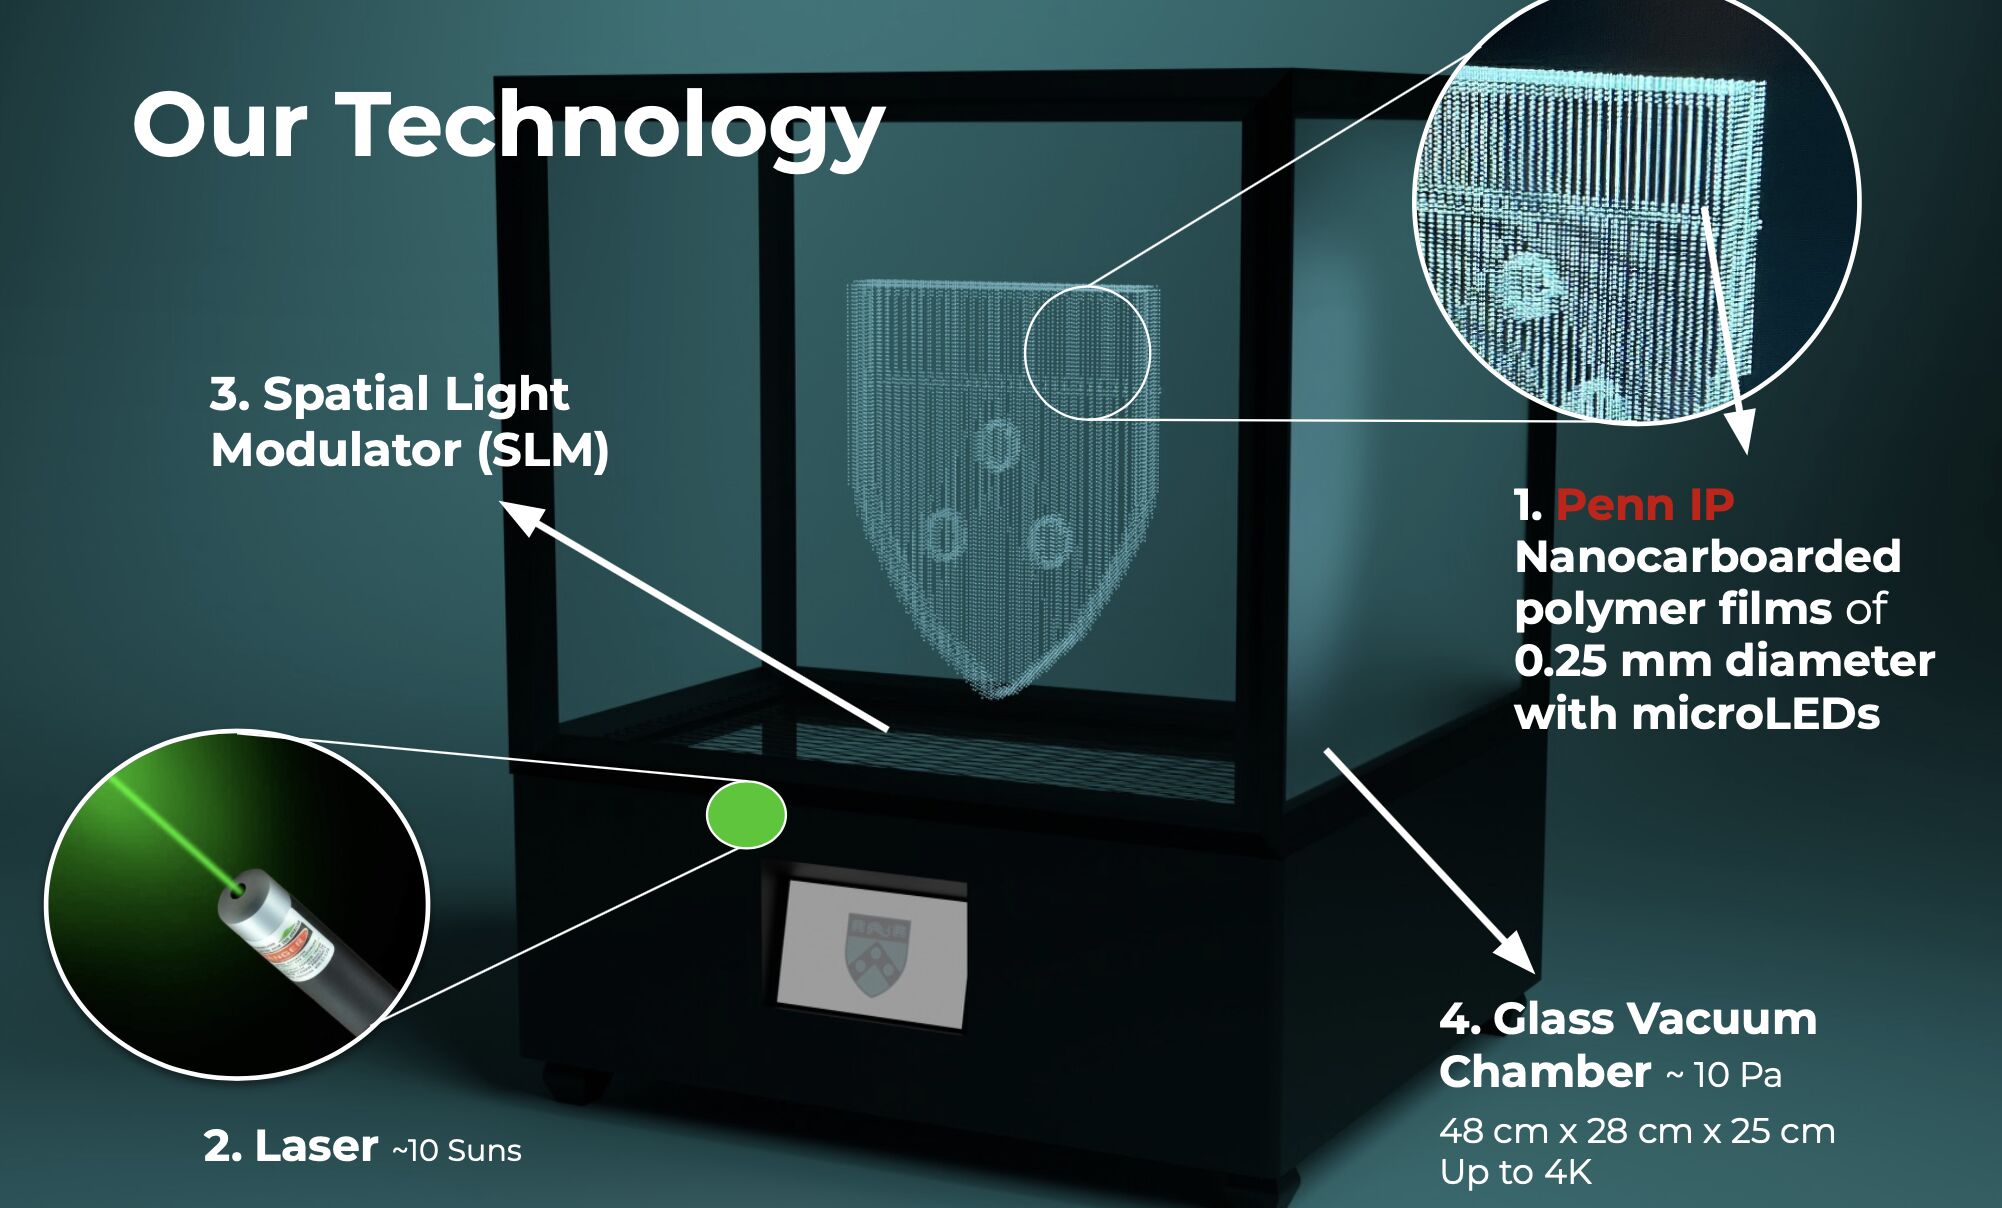 Our Technology
3. Spatial Light
Modulator (SLM)
1. Penn IP
Nanocarboarded
polymer films of
0.25 mm diameter
with microLEDs
2. Laser ~10 Suns
4. Glass Vacuum
Chamber ~ 10 Pa
48 cm x 28 cm x 25 cm
Up to 4K